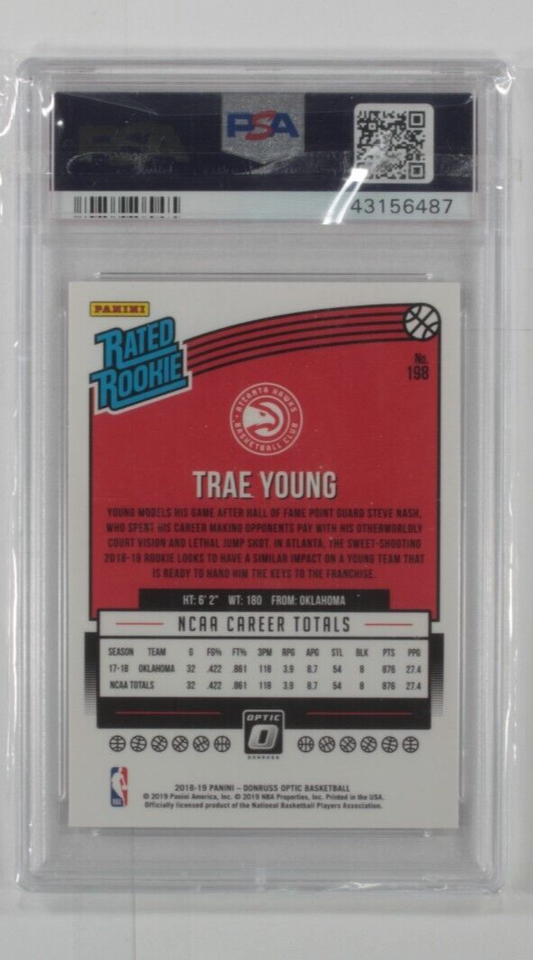 PSA
43156487
PANINI
RATED
ROOKIE
No.
198
ATLANTA HAWKS
BASKETBALL CLUB
TRAE YOUNG
YOUNG MODELS HIS GAME AFTER HALL OF FAME POINT GUARD STEVE NASH,
WHO SPENT HIS CAREER MAKING OPPONENTS PAY WITH HIS OTHERWORLDLY
COURT VISION AND LETHAL JUMP SHOT. IN ATLANTA, THE SWEET-SHOOTING
2018-19 ROOKIE LOOKS TO HAVE A SIMILAR IMPACT ON A YOUNG TEAM THAT
IS READY TO HAND HIM THE KEYS TO THE FRANCHISE.
HT: 6' 2" WT: 180 FROM: OKLAHOMA
NCAA CAREER TOTALS
SEASON TEAM G FG% FT% 3PM RPG APG STL BLK PTS PPG
17-18 OKLAHOMA 32 .422 .861 118 3.9 8.7 54 8 876 27.4
NCAA TOTALS 32 .422 .861 118 3.9 8.7 54 8 876 27.4
OPTIC
DONRUSS
NBA
2018-19 PANINI – DONRUSS OPTIC BASKETBALL
© 2019 Panini America, Inc. © 2019 NBA Properties, Inc. Printed in the USA.
Officially licensed product of the National Basketball Players Association.